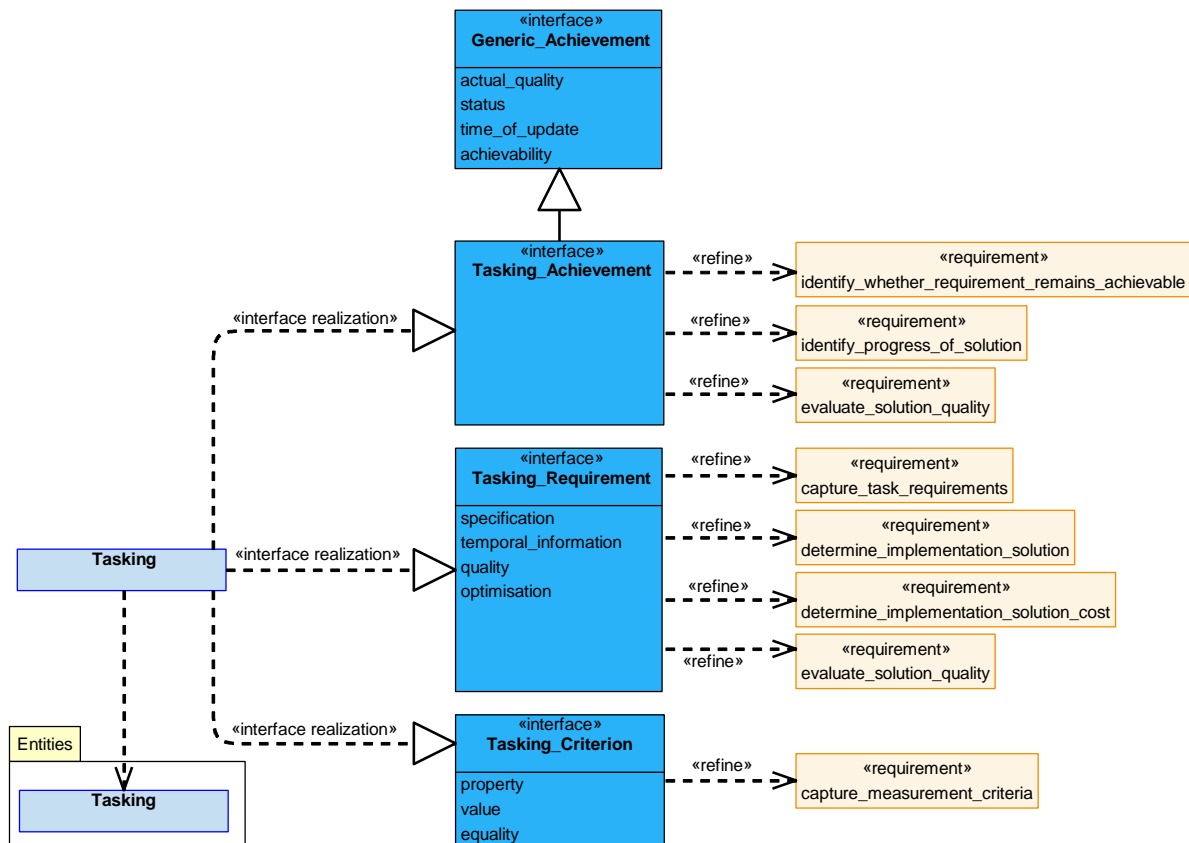 «interface»
Generic_Achievement
actual_quality
status
time_of_update
achievability
«interface»
Tasking_Achievement
«refine»
«requirement»
identify_whether_requirement_remains_achievable
«interface realization»
«refine»
«requirement»
identify_progress_of_solution
«refine»
«requirement»
evaluate_solution_quality
«interface»
Tasking_Requirement
specification
temporal_information
quality
optimisation
«refine»
«requirement»
capture_task_requirements
«refine»
«requirement»
determine_implementation_solution
Tasking
«interface realization»
«refine»
«requirement»
determine_implementation_solution_cost
«refine»
«requirement»
evaluate_solution_quality
«interface realization»
«interface»
Tasking_Criterion
property
value
equality
«refine»
«requirement»
capture_measurement_criteria
Entities
Tasking